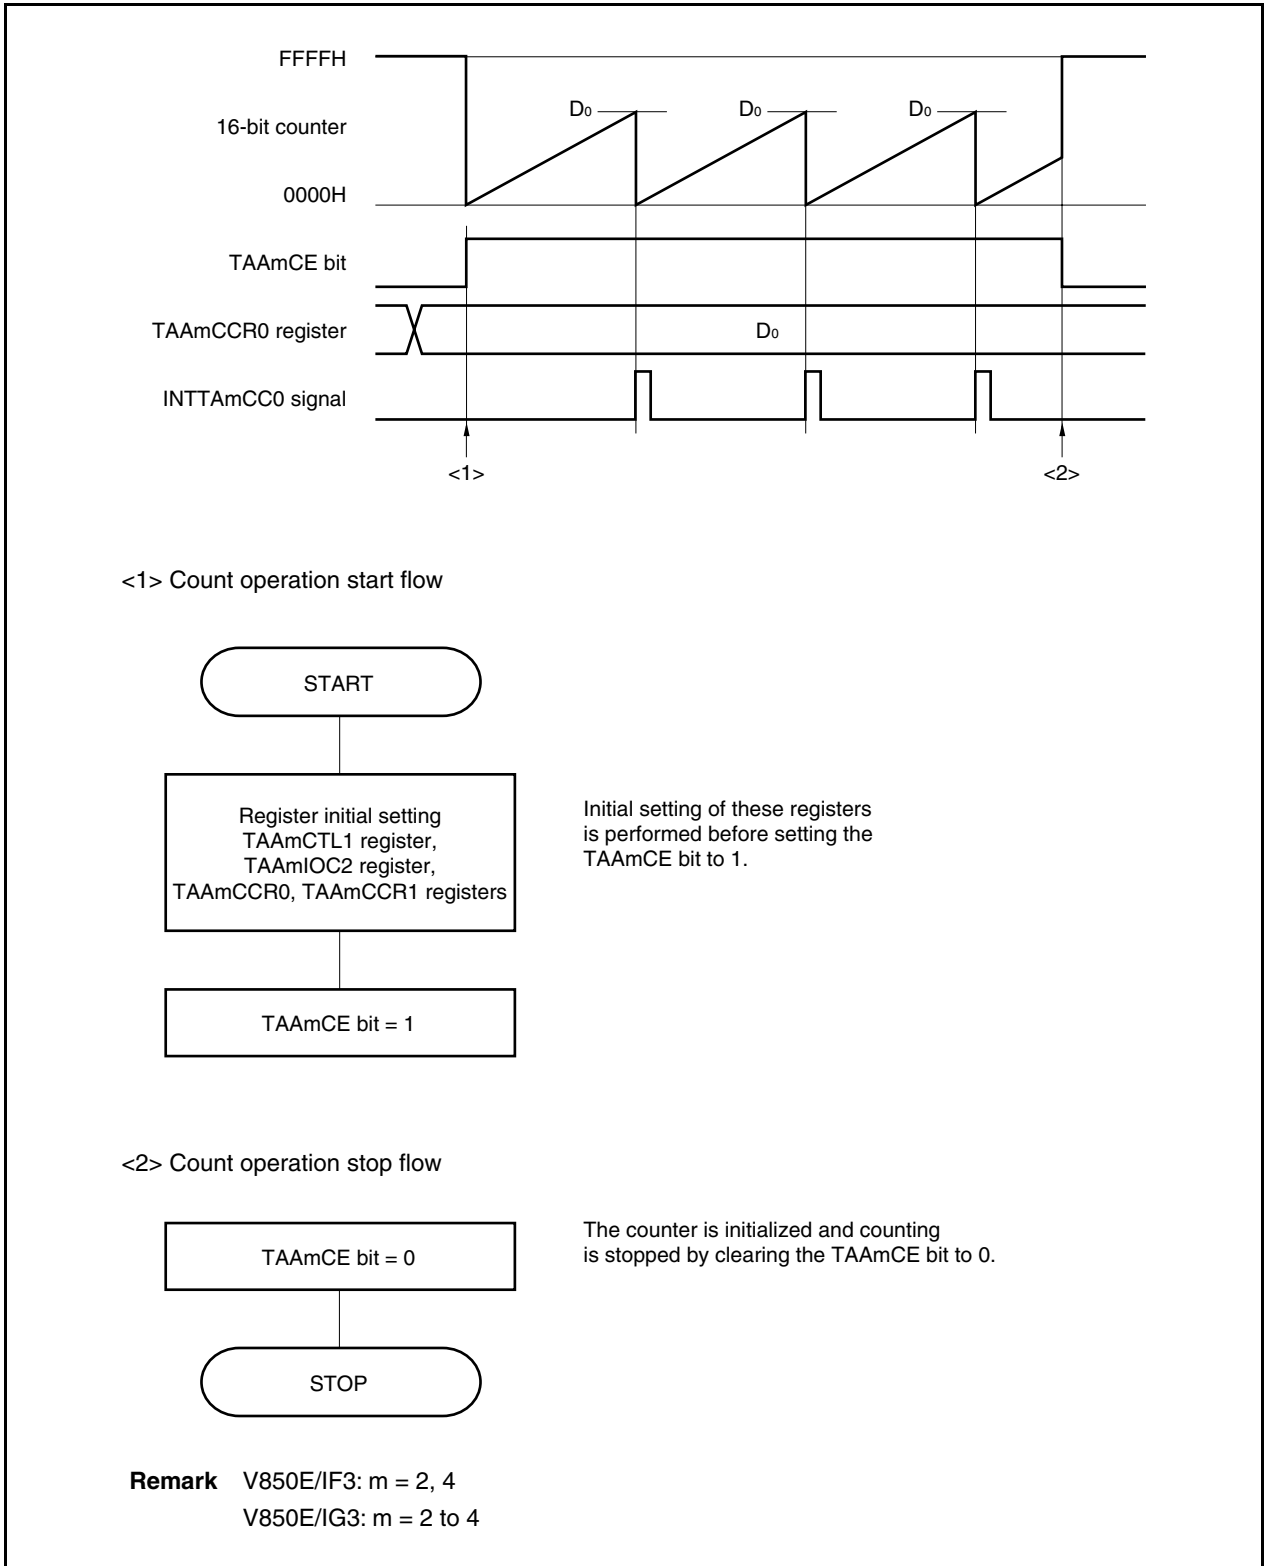 FFFFH
D0 D0 D0
16-bit counter
0000H
TAAmCE bit
TAAmCCR0 register D0
INTTAmCC0 signal
<1> <2>
<1> Count operation start flow
START
Register initial setting
TAAmCTL1 register,
TAAmIOC2 register,
TAAmCCR0, TAAmCCR1 registers
Initial setting of these registers
is performed before setting the
TAAmCE bit to 1.
TAAmCE bit = 1
<2> Count operation stop flow
TAAmCE bit = 0
The counter is initialized and counting
is stopped by clearing the TAAmCE bit to 0.
STOP
Remark V850E/IF3: m = 2, 4
V850E/IG3: m = 2 to 4